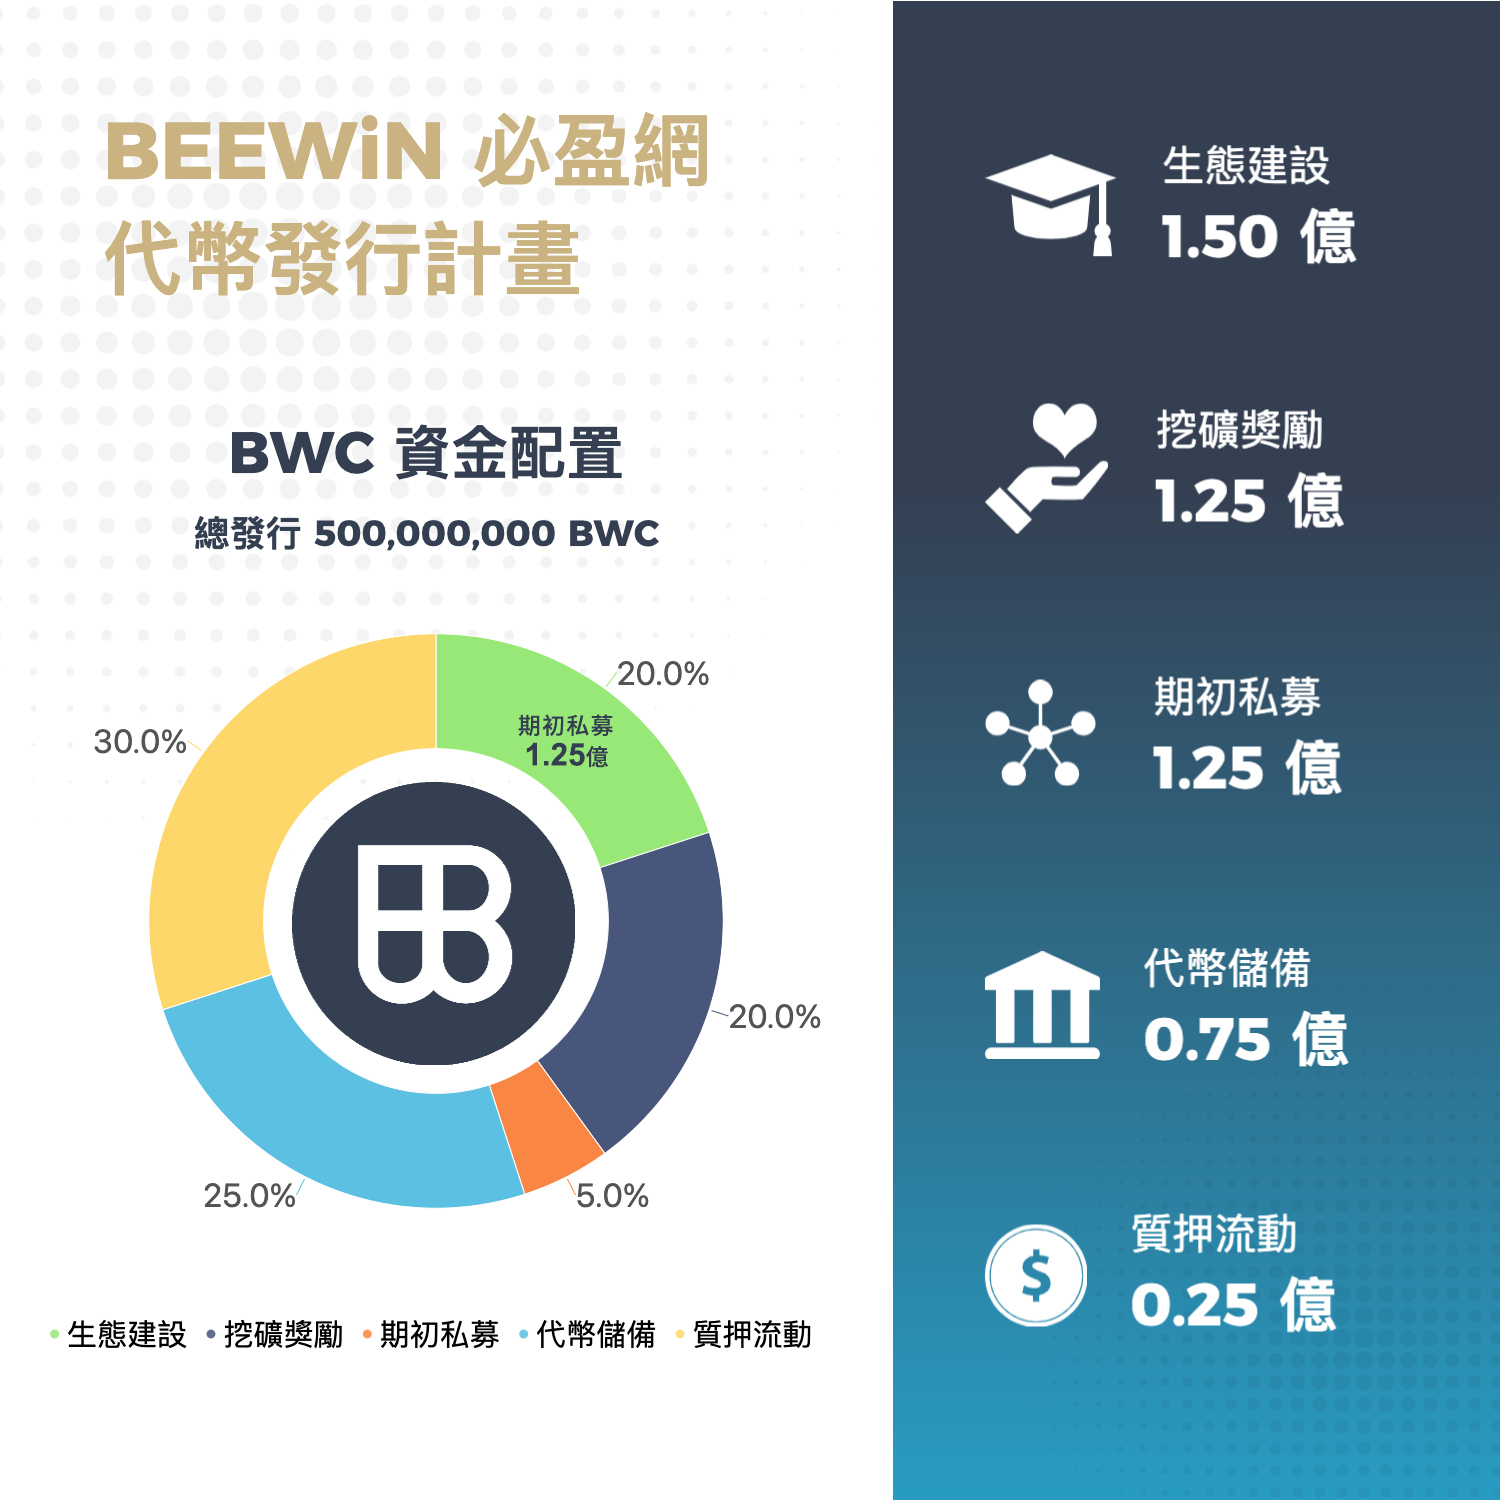 BEEWiN 必盈網
代幣發行計畫
BWC 資金配置
總發行 500,000,000 BWC
20.0%
期初私募
1.25億
30.0%
20.0%
25.0%
5.0%
生態建設
挖礦獎勵
期初私募
代幣儲備
質押流動
生態建設
1.50 億
挖礦獎勵
1.25 億
期初私募
1.25 億
代幣儲備
0.75 億
$
質押流動
0.25 億